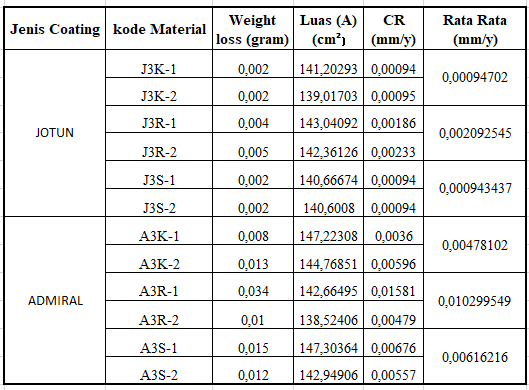 Jenis Coating kode Material Weight loss (gram) Luas (A) (cm²) CR (mm/y) Rata Rata (mm/y)
JOTUN J3K-1 0,002 141,20293 0,00094 0,00094702
J3K-2 0,002 139,01703 0,00095
J3R-1 0,004 143,04092 0,00186 0,002092545
J3R-2 0,005 142,36126 0,00233
J3S-1 0,002 140,66674 0,00094 0,000943437
J3S-2 0,002 140,6008 0,00094
ADMIRAL A3K-1 0,008 147,22308 0,0036 0,00478102
A3K-2 0,013 144,76851 0,00596
A3R-1 0,034 142,66495 0,01581 0,010299549
A3R-2 0,01 138,52406 0,00479
A3S-1 0,015 147,30364 0,00676 0,00616216
A3S-2 0,012 142,94906 0,00557